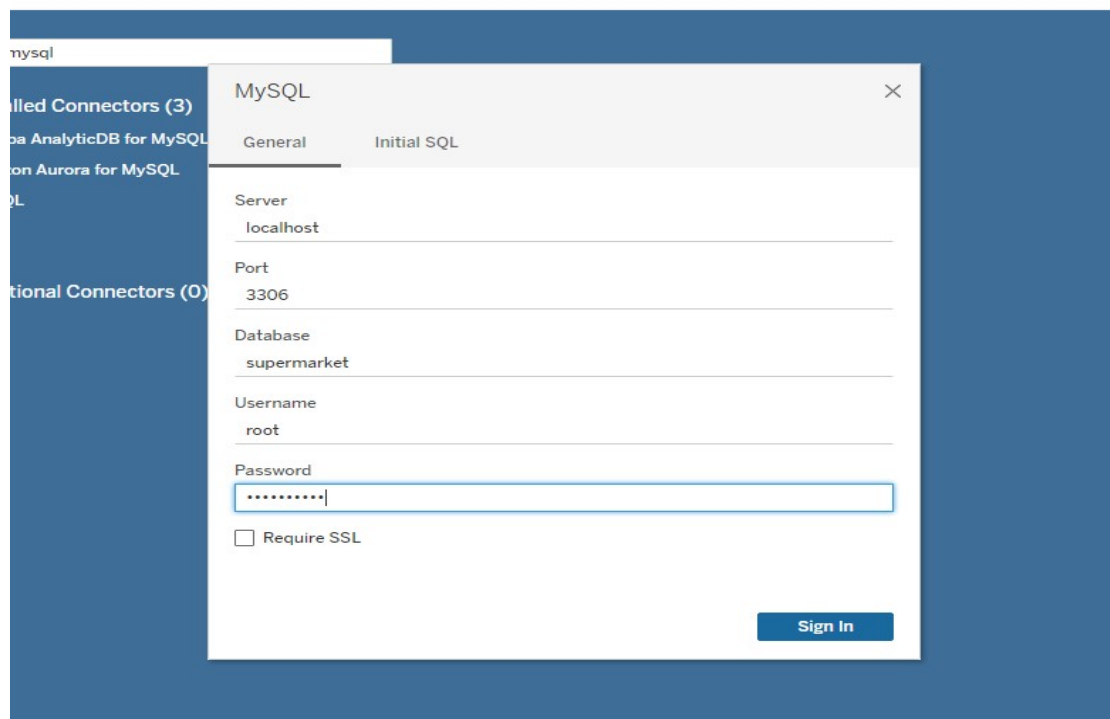 mysql
lled Connectors (3)
ba AnalyticDB for MySQL
on Aurora for MySQL
QL
tional Connectors (0)
MySQL
General
Initial SQL
Server
localhost
Port
3306
Database
supermarket
Username
root
Password
••••••••••
Require SSL
Sign In